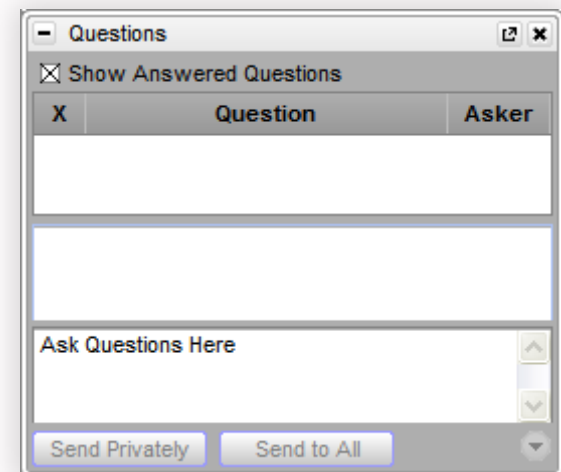 Questions
Show Answered Questions
X Question Asker
Ask Questions Here
Send Privately Send to All